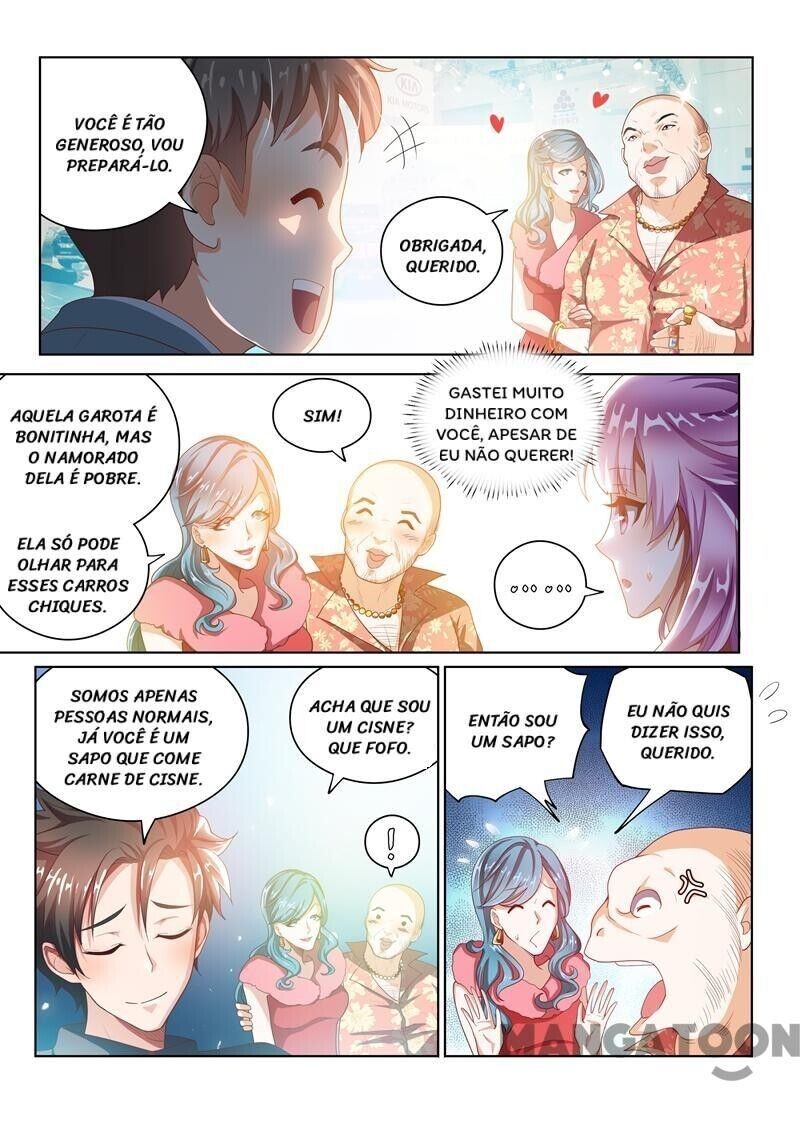 VOCÊ É TÃO
GENEROSO, VOU
PREPARÁ-LO.
KIA
KIA MOTORS
OBRIGADA,
QUERIDO.
AQUELA GAROTA É
BONITINHA, MAS
O NAMORADO
DELA É POBRE.
ELA SÓ PODE
OLHAR PARA
ESSES CARROS
CHIQUES.
SIM!
GASTEI MUITO
DINHEIRO COM
VOCÊ, APESAR DE
EU NÃO QUERER!
... ...
SOMOS APENAS
PESSOAS NORMAIS,
JÁ VOCÊ É UM
SAPO QUE COME
CARNE DE CISNE.
ACHA QUE SOU
UM CISNE?
QUE FOFO.
!
ENTÃO SOU
UM SAPO?
EU NÃO QUIS
DIZER ISSO,
QUERIDO.
MANGATOON